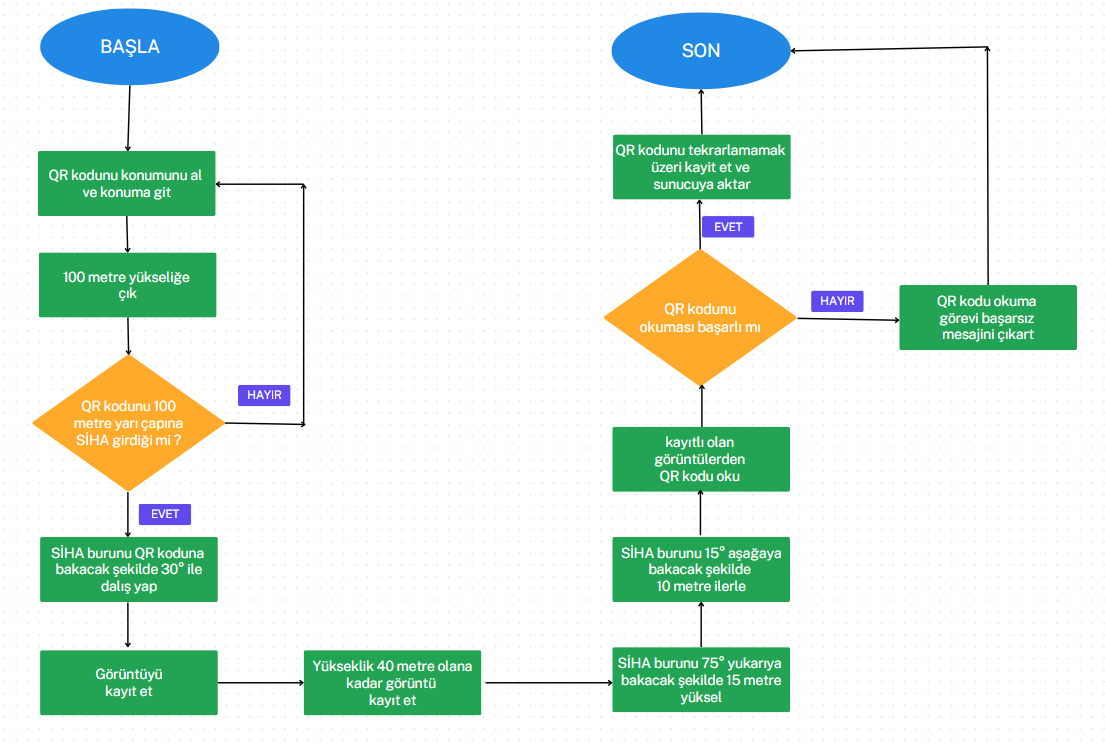 BAŞLA
QR kodunu konumunu al
ve konuma git
100 metre yükseliğe
çık
QR kodunu 100
metre yarı çapına
SİHA girdiği mi ?
HAYIR
EVET
SİHA burunu QR koduna
bakacak şekilde 30° ile
dalış yap
Görüntüyü
kayıt et
Yükseklik 40 metre olana
kadar görüntü
kayıt et
SİHA burunu 75° yukarıya
bakacak şekilde 15 metre
yüksel
SİHA burunu 15° aşağaya
bakacak şekilde
10 metre ilerle
kayıtlı olan
görüntülerden
QR kodu oku
QR kodunu
okuması başarlı mı
HAYIR
QR kodu okuma
görevi başarsız
mesajini çıkart
EVET
QR kodunu tekrarlamamak
üzeri kayit et ve
sunucuya aktar
SON